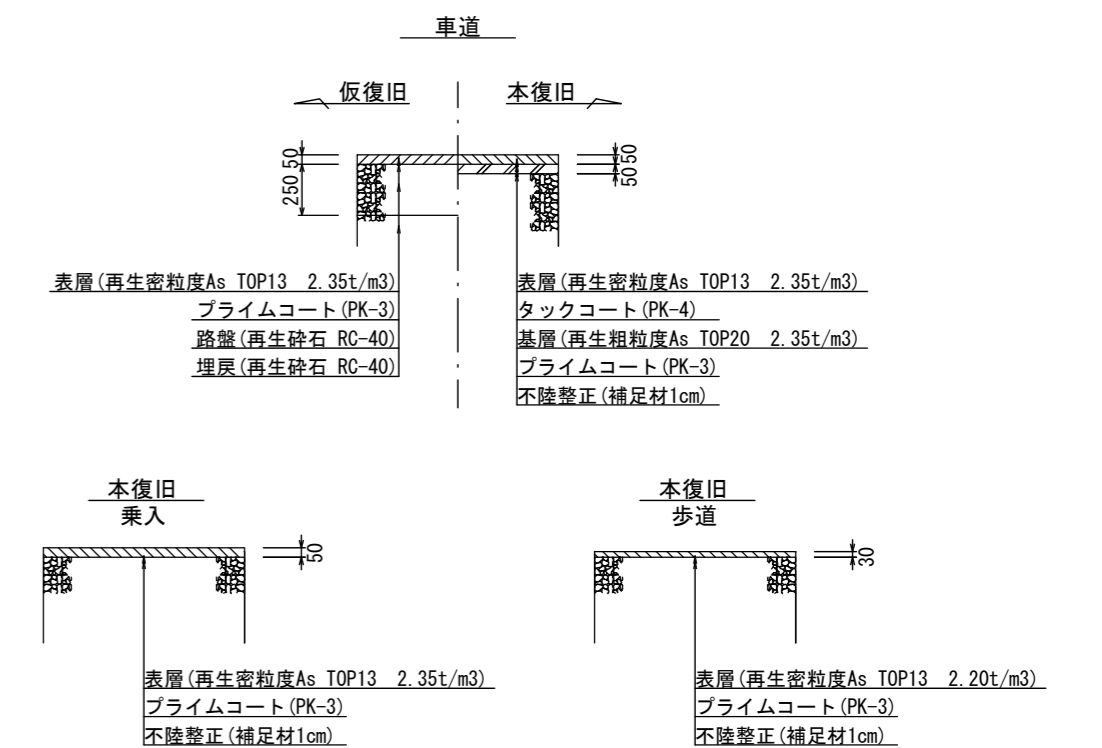 車道
仮復旧
本復旧
50
250
50
50
表層(再生密粒度As TOP13 2.35t/m3)
プライムコート(PK-3)
路盤(再生砕石 RC-40)
埋戻(再生砕石 RC-40)
表層(再生密粒度As TOP13 2.35t/m3)
タックコート(PK-4)
基層(再生粗粒度As TOP20 2.35t/m3)
プライムコート(PK-3)
不陸整正(補足材1cm)
本復旧
乗入
50
表層(再生密粒度As TOP13 2.35t/m3)
プライムコート(PK-3)
不陸整正(補足材1cm)
本復旧
歩道
30
表層(再生密粒度As TOP13 2.20t/m3)
プライムコート(PK-3)
不陸整正(補足材1cm)